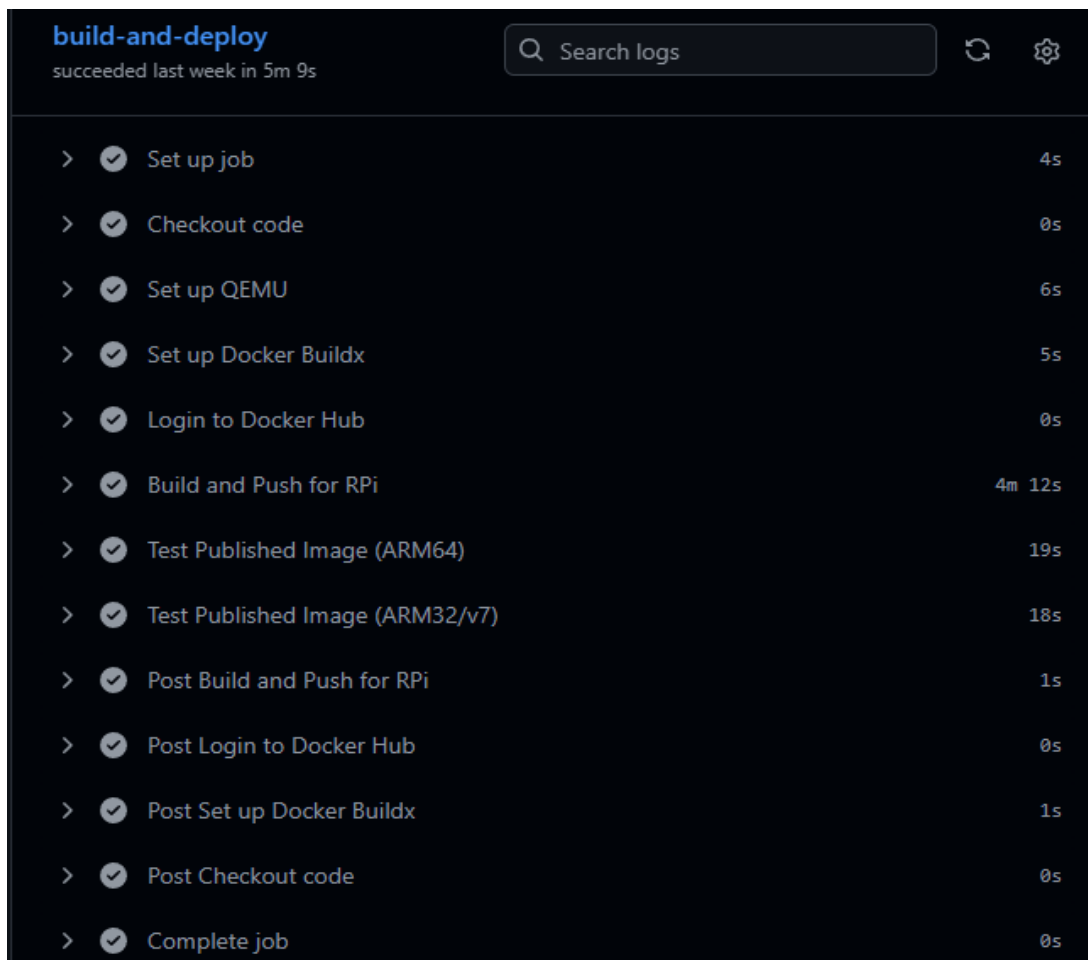 build-and-deploy
succeeded last week in 5m 9s
Search logs
Set up job 4s
Checkout code 0s
Set up QEMU 6s
Set up Docker Buildx 5s
Login to Docker Hub 0s
Build and Push for RPi 4m 12s
Test Published Image (ARM64) 19s
Test Published Image (ARM32/v7) 18s
Post Build and Push for RPi 1s
Post Login to Docker Hub 0s
Post Set up Docker Buildx 1s
Post Checkout code 0s
Complete job 0s